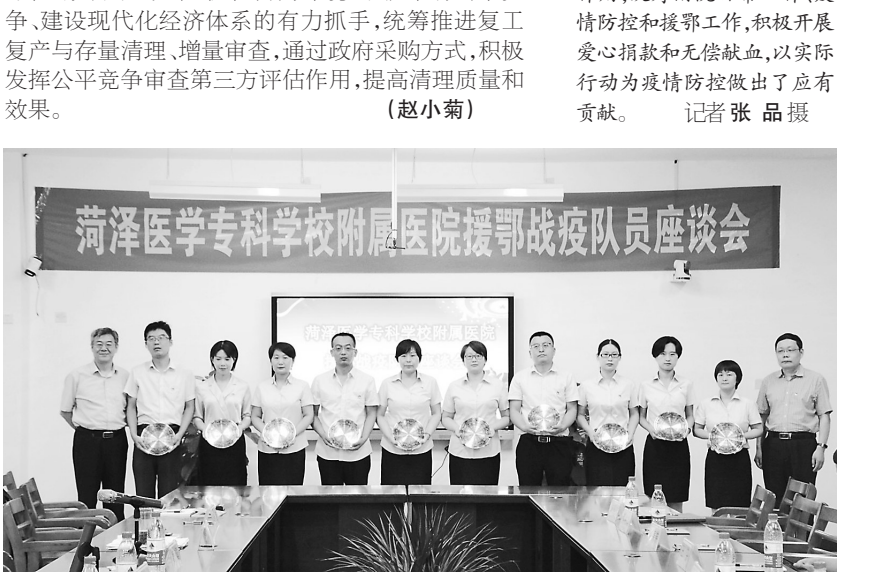 争、建设现代化经济体系的有力抓手,统筹推进复工
复产与存量清理、增量审查,通过政府采购方式,积极
发挥公平竞争审查第三方评估作用,提高清理质量和
效果。
(赵小菊)
情防控和援鄂工作,积极开展
爱心捐款和无偿献血,以实际
行动为疫情防控做出了应有
贡献。 记者 张 品 摄
菏泽医学专科学校附属医院援鄂战疫队员座谈会
菏泽医学专科学校附属医院